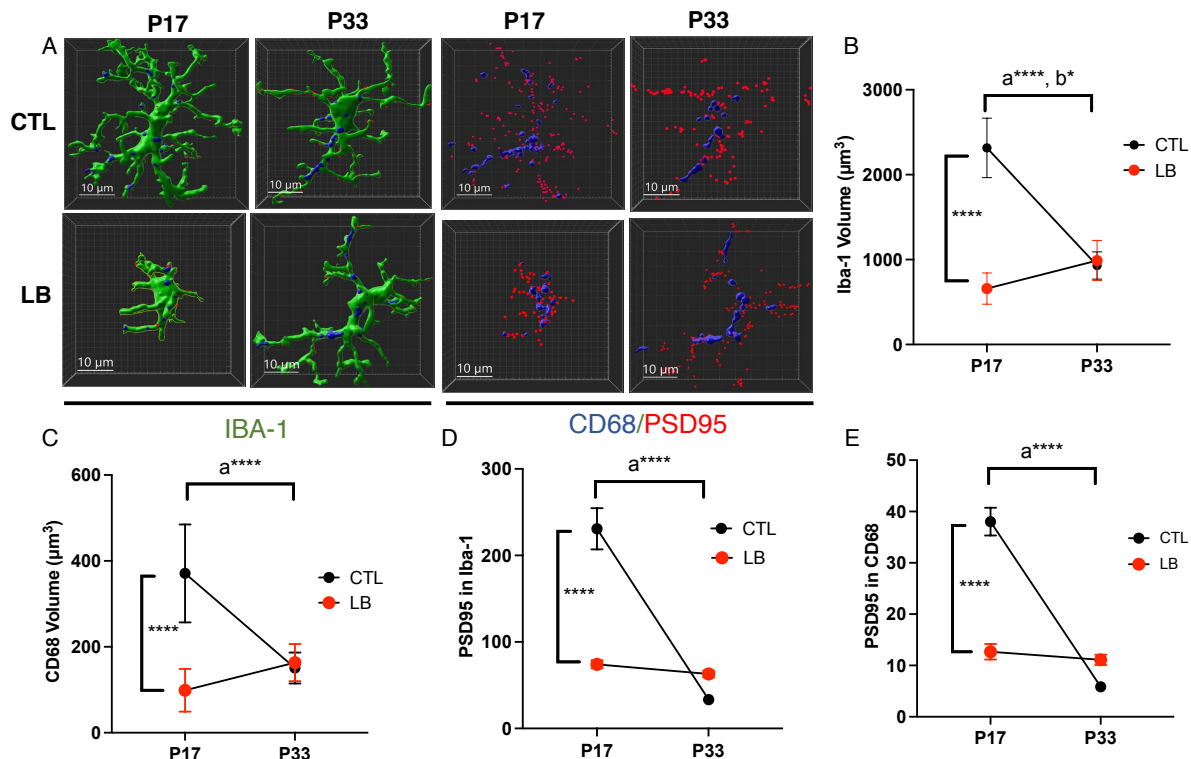 A
P17
P33
P17
P33
CTL
10 µm
10 µm
10 µm
10 µm
LB
10 µm
10 µm
10 µm
10 µm
IBA-1
CD68/PSD95
B
a****, b*
Iba-1 Volume (µm³)
3000
2000
1000
0
****
CTL
LB
P17
P33
C
a****
CD68 Volume (µm³)
600
400
200
0
****
CTL
LB
P17
P33
D
a****
PSD95 in Iba-1
300
200
100
0
****
CTL
LB
P17
P33
E
a****
PSD95 in CD68
50
40
30
20
10
0
****
CTL
LB
P17
P33